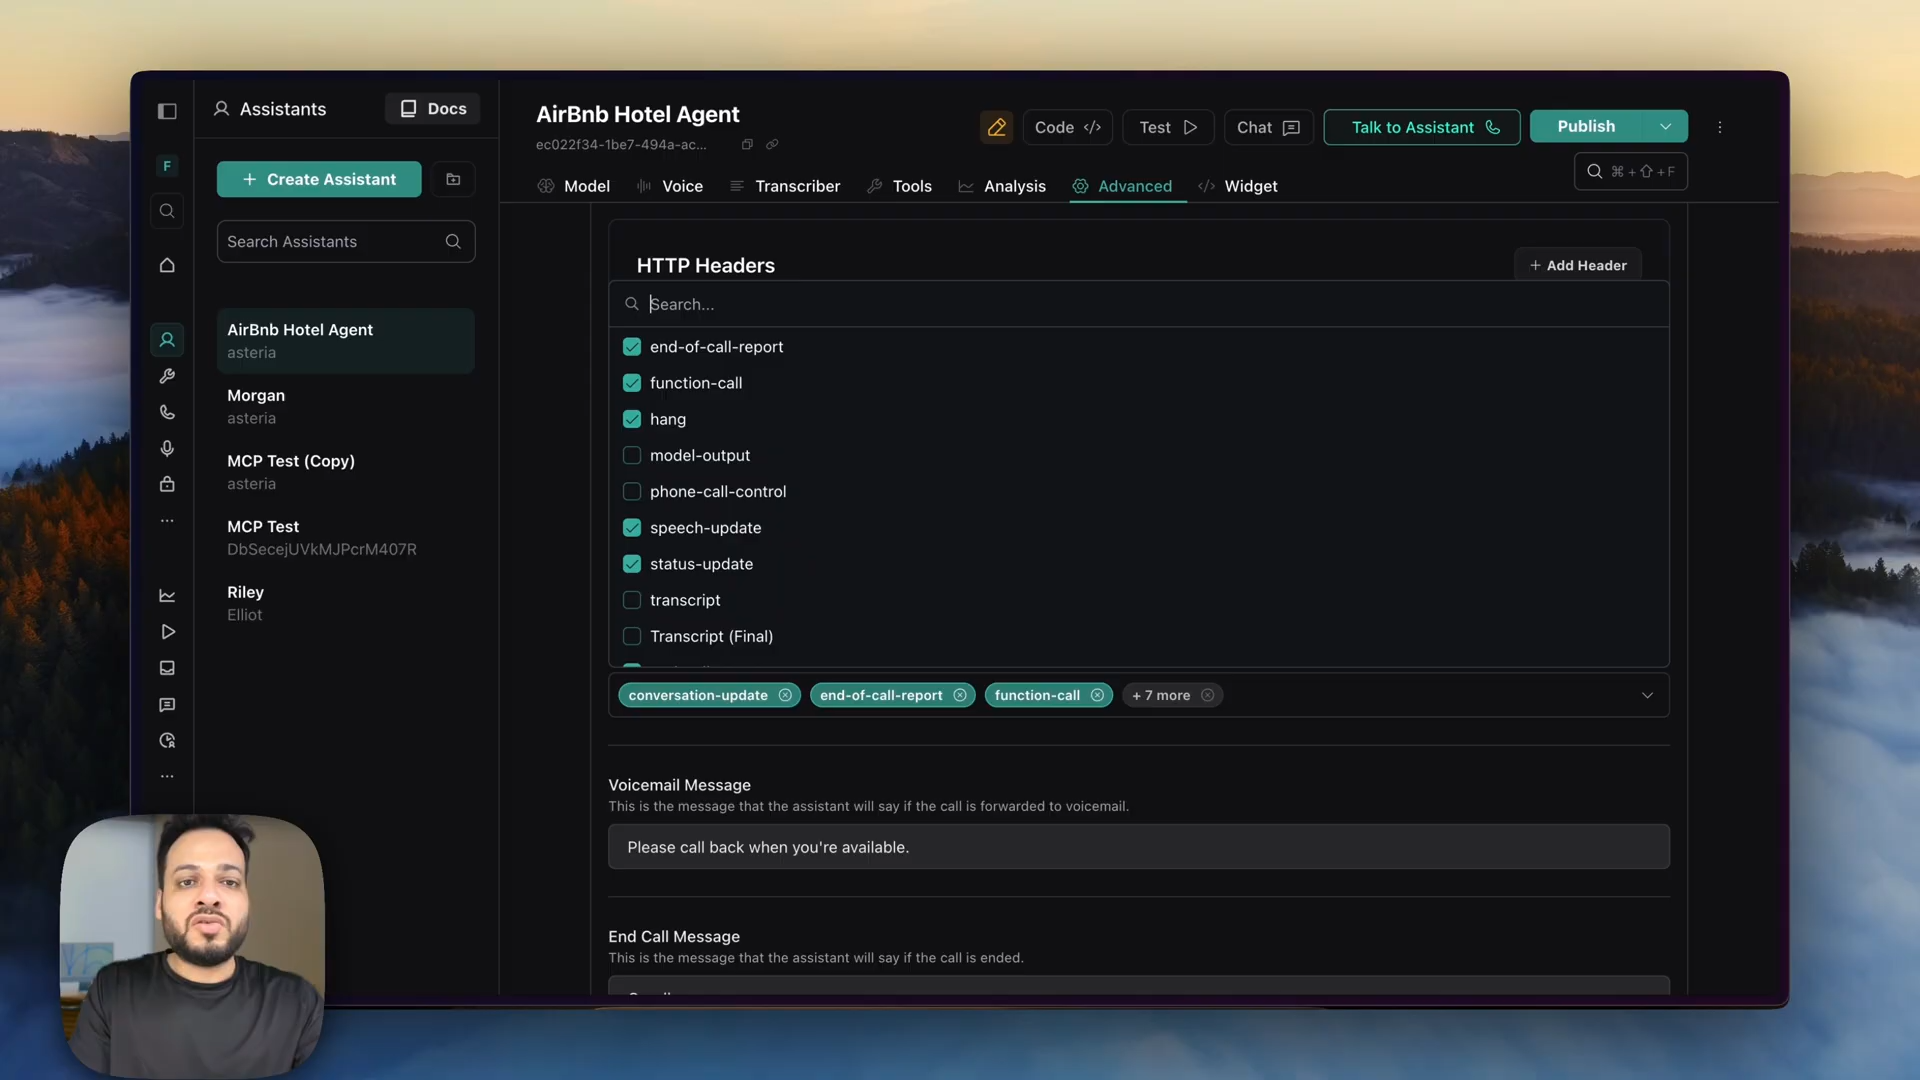 Assistants
Docs
F
Create Assistant
Search Assistants
AirBnb Hotel Agent
asteria
Morgan
asteria
MCP Test (Copy)
asteria
MCP Test
DbSecejUVkMJPcrM407R
Riley
Elliot
AirBnb Hotel Agent
ec022f34-1be7-494a-ac...
Code
Test
Chat
Talk to Assistant
Publish
Model
Voice
Transcriber
Tools
Analysis
Advanced
Widget
⌘ + ⇧ + F
HTTP Headers
+ Add Header
Search...
end-of-call-report
function-call
hang
model-output
phone-call-control
speech-update
status-update
transcript
Transcript (Final)
conversation-update
end-of-call-report
function-call
+ 7 more
Voicemail Message
This is the message that the assistant will say if the call is forwarded to voicemail.
Please call back when you're available.
End Call Message
This is the message that the assistant will say if the call is ended.